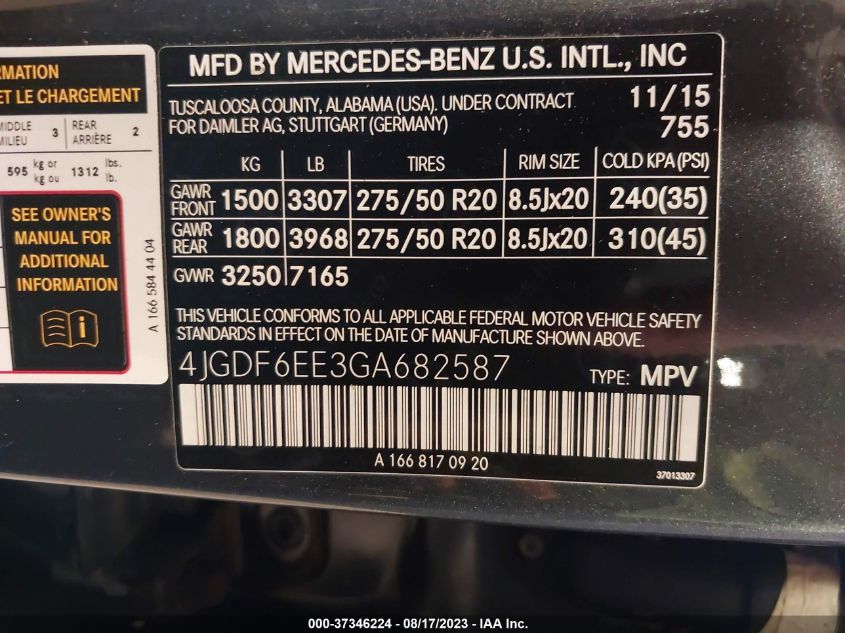 RMATION
ET LE CHARGEMENT
MIDDLE 3 REAR 2
MILIEU ARRIÈRE
595 kg or 1312 lbs.
kg ou lb.
SEE OWNER'S
MANUAL FOR
ADDITIONAL
INFORMATION
A 166 584 44 04
MFD BY MERCEDES-BENZ U.S. INTL., INC
TUSCALOOSA COUNTY, ALABAMA (USA). UNDER CONTRACT 11/15
FOR DAIMLER AG, STUTTGART (GERMANY) 755
KG LB TIRES RIM SIZE COLD KPA(PSI)
GAWR FRONT 1500 3307 275/50 R20 8.5Jx20 240(35)
GAWR REAR 1800 3968 275/50 R20 8.5Jx20 310(45)
GVWR 3250 7165
THIS VEHICLE CONFORMS TO ALL APPLICABLE FEDERAL MOTOR VEHICLE SAFETY
STANDARDS IN EFFECT ON THE DATE OF MANUFACTURE SHOWN ABOVE.
4JGDF6EE3GA682587 TYPE: MPV
A 166 817 09 20
37013307
000-37346224 - 08/17/2023 - IAA Inc.